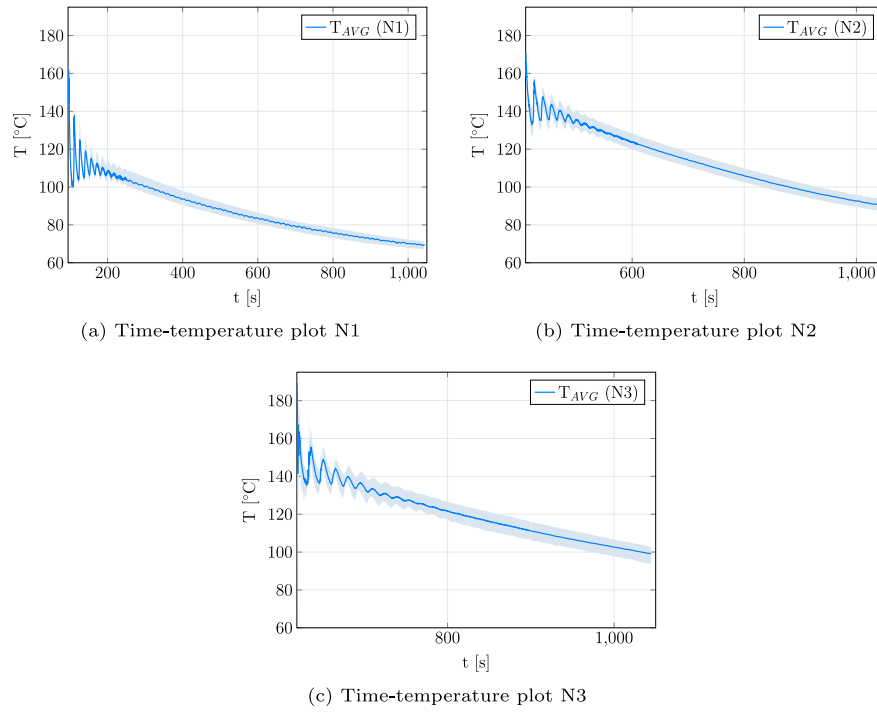 180
160
140
120
100
80
60
T [°C]
T_AVG (N1)
200 400 600 800 1,000
t [s]
(a) Time-temperature plot N1
180
160
140
120
100
80
60
T [°C]
T_AVG (N2)
600 800 1,000
t [s]
(b) Time-temperature plot N2
180
160
140
120
100
80
60
T [°C]
T_AVG (N3)
800 1,000
t [s]
(c) Time-temperature plot N3